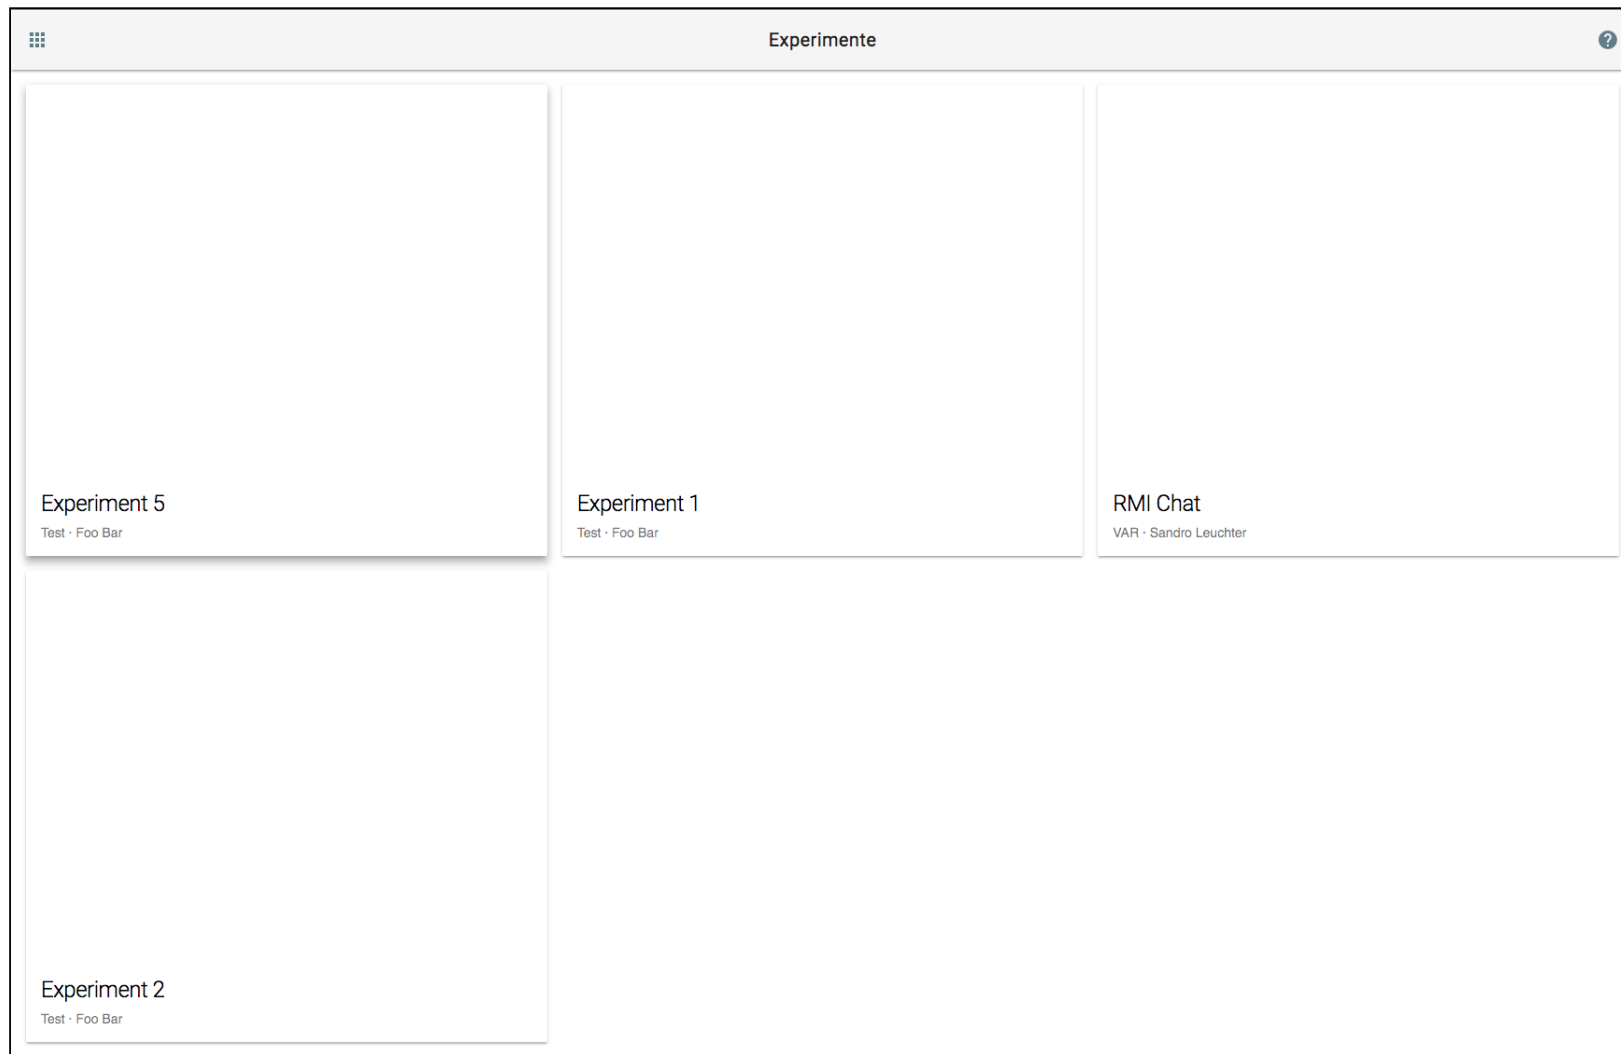 Experimente
Experiment 5
Test · Foo Bar
Experiment 1
Test · Foo Bar
RMI Chat
VAR · Sandro Leuchter
Experiment 2
Test · Foo Bar